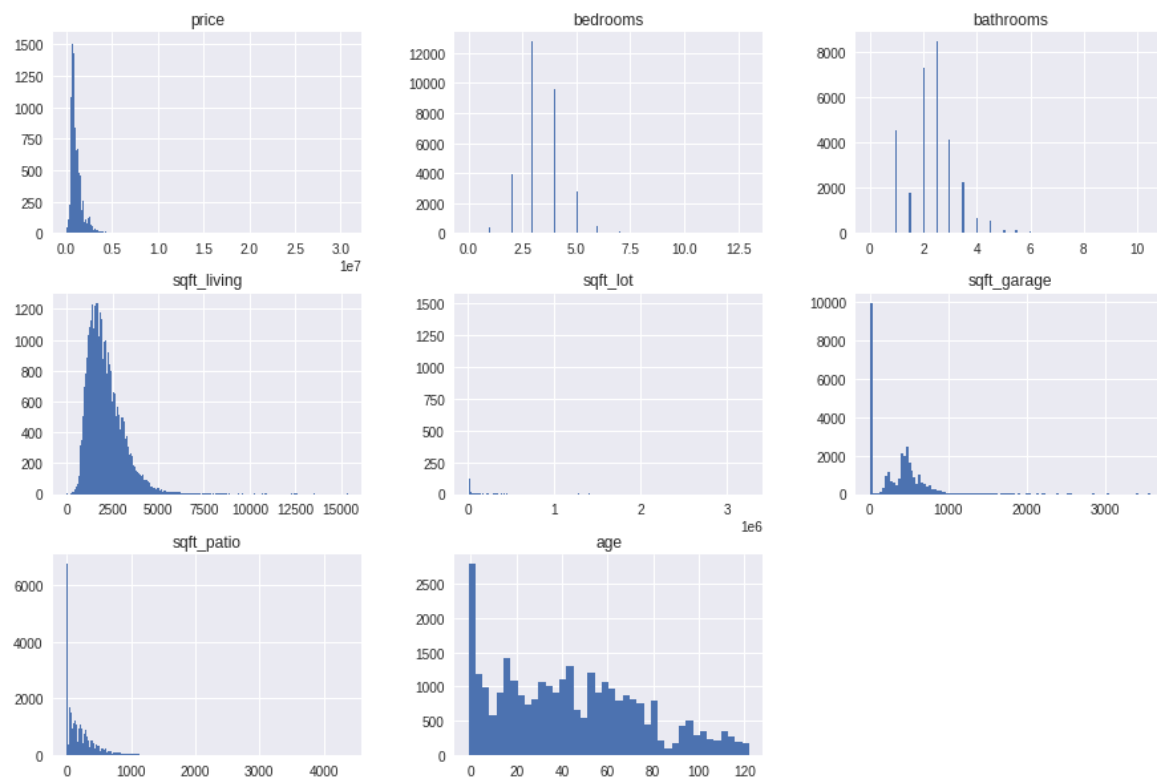 price
1500
1250
1000
750
500
250
0
0.0 0.5 1.0 1.5 2.0 2.5 3.0
1e7
bedrooms
12000
10000
8000
6000
4000
2000
0
0.0 2.5 5.0 7.5 10.0 12.5
bathrooms
8000
6000
4000
2000
0
0 2 4 6 8 10
sqft_living
1200
1000
800
600
400
200
0
0 2500 5000 7500 10000 12500 15000
sqft_lot
1500
1250
1000
750
500
250
0
0 1 2 3
1e6
sqft_garage
10000
8000
6000
4000
2000
0
0 1000 2000 3000
sqft_patio
6000
4000
2000
0
0 1000 2000 3000 4000
age
2500
2000
1500
1000
500
0
0 20 40 60 80 100 120